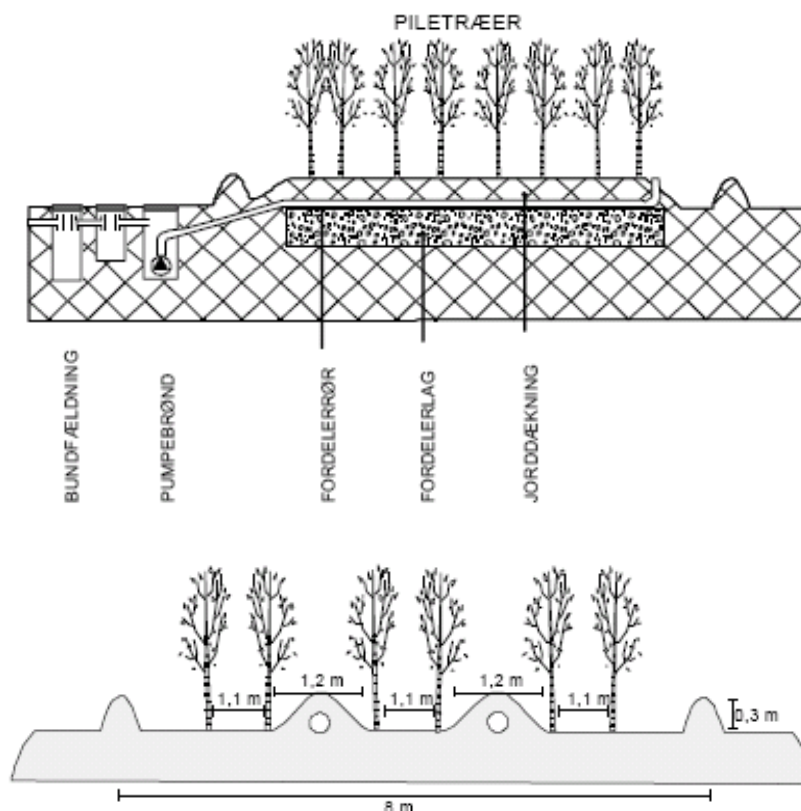 PILETRÆER
BUNDFÆLDNING
PUMPEBRØND
FORDELERRØR
FORDELERLAG
JORDDÆKNING
1,2 m
1,2 m
1,1 m
1,1 m
1,1 m
0,3 m
8 m